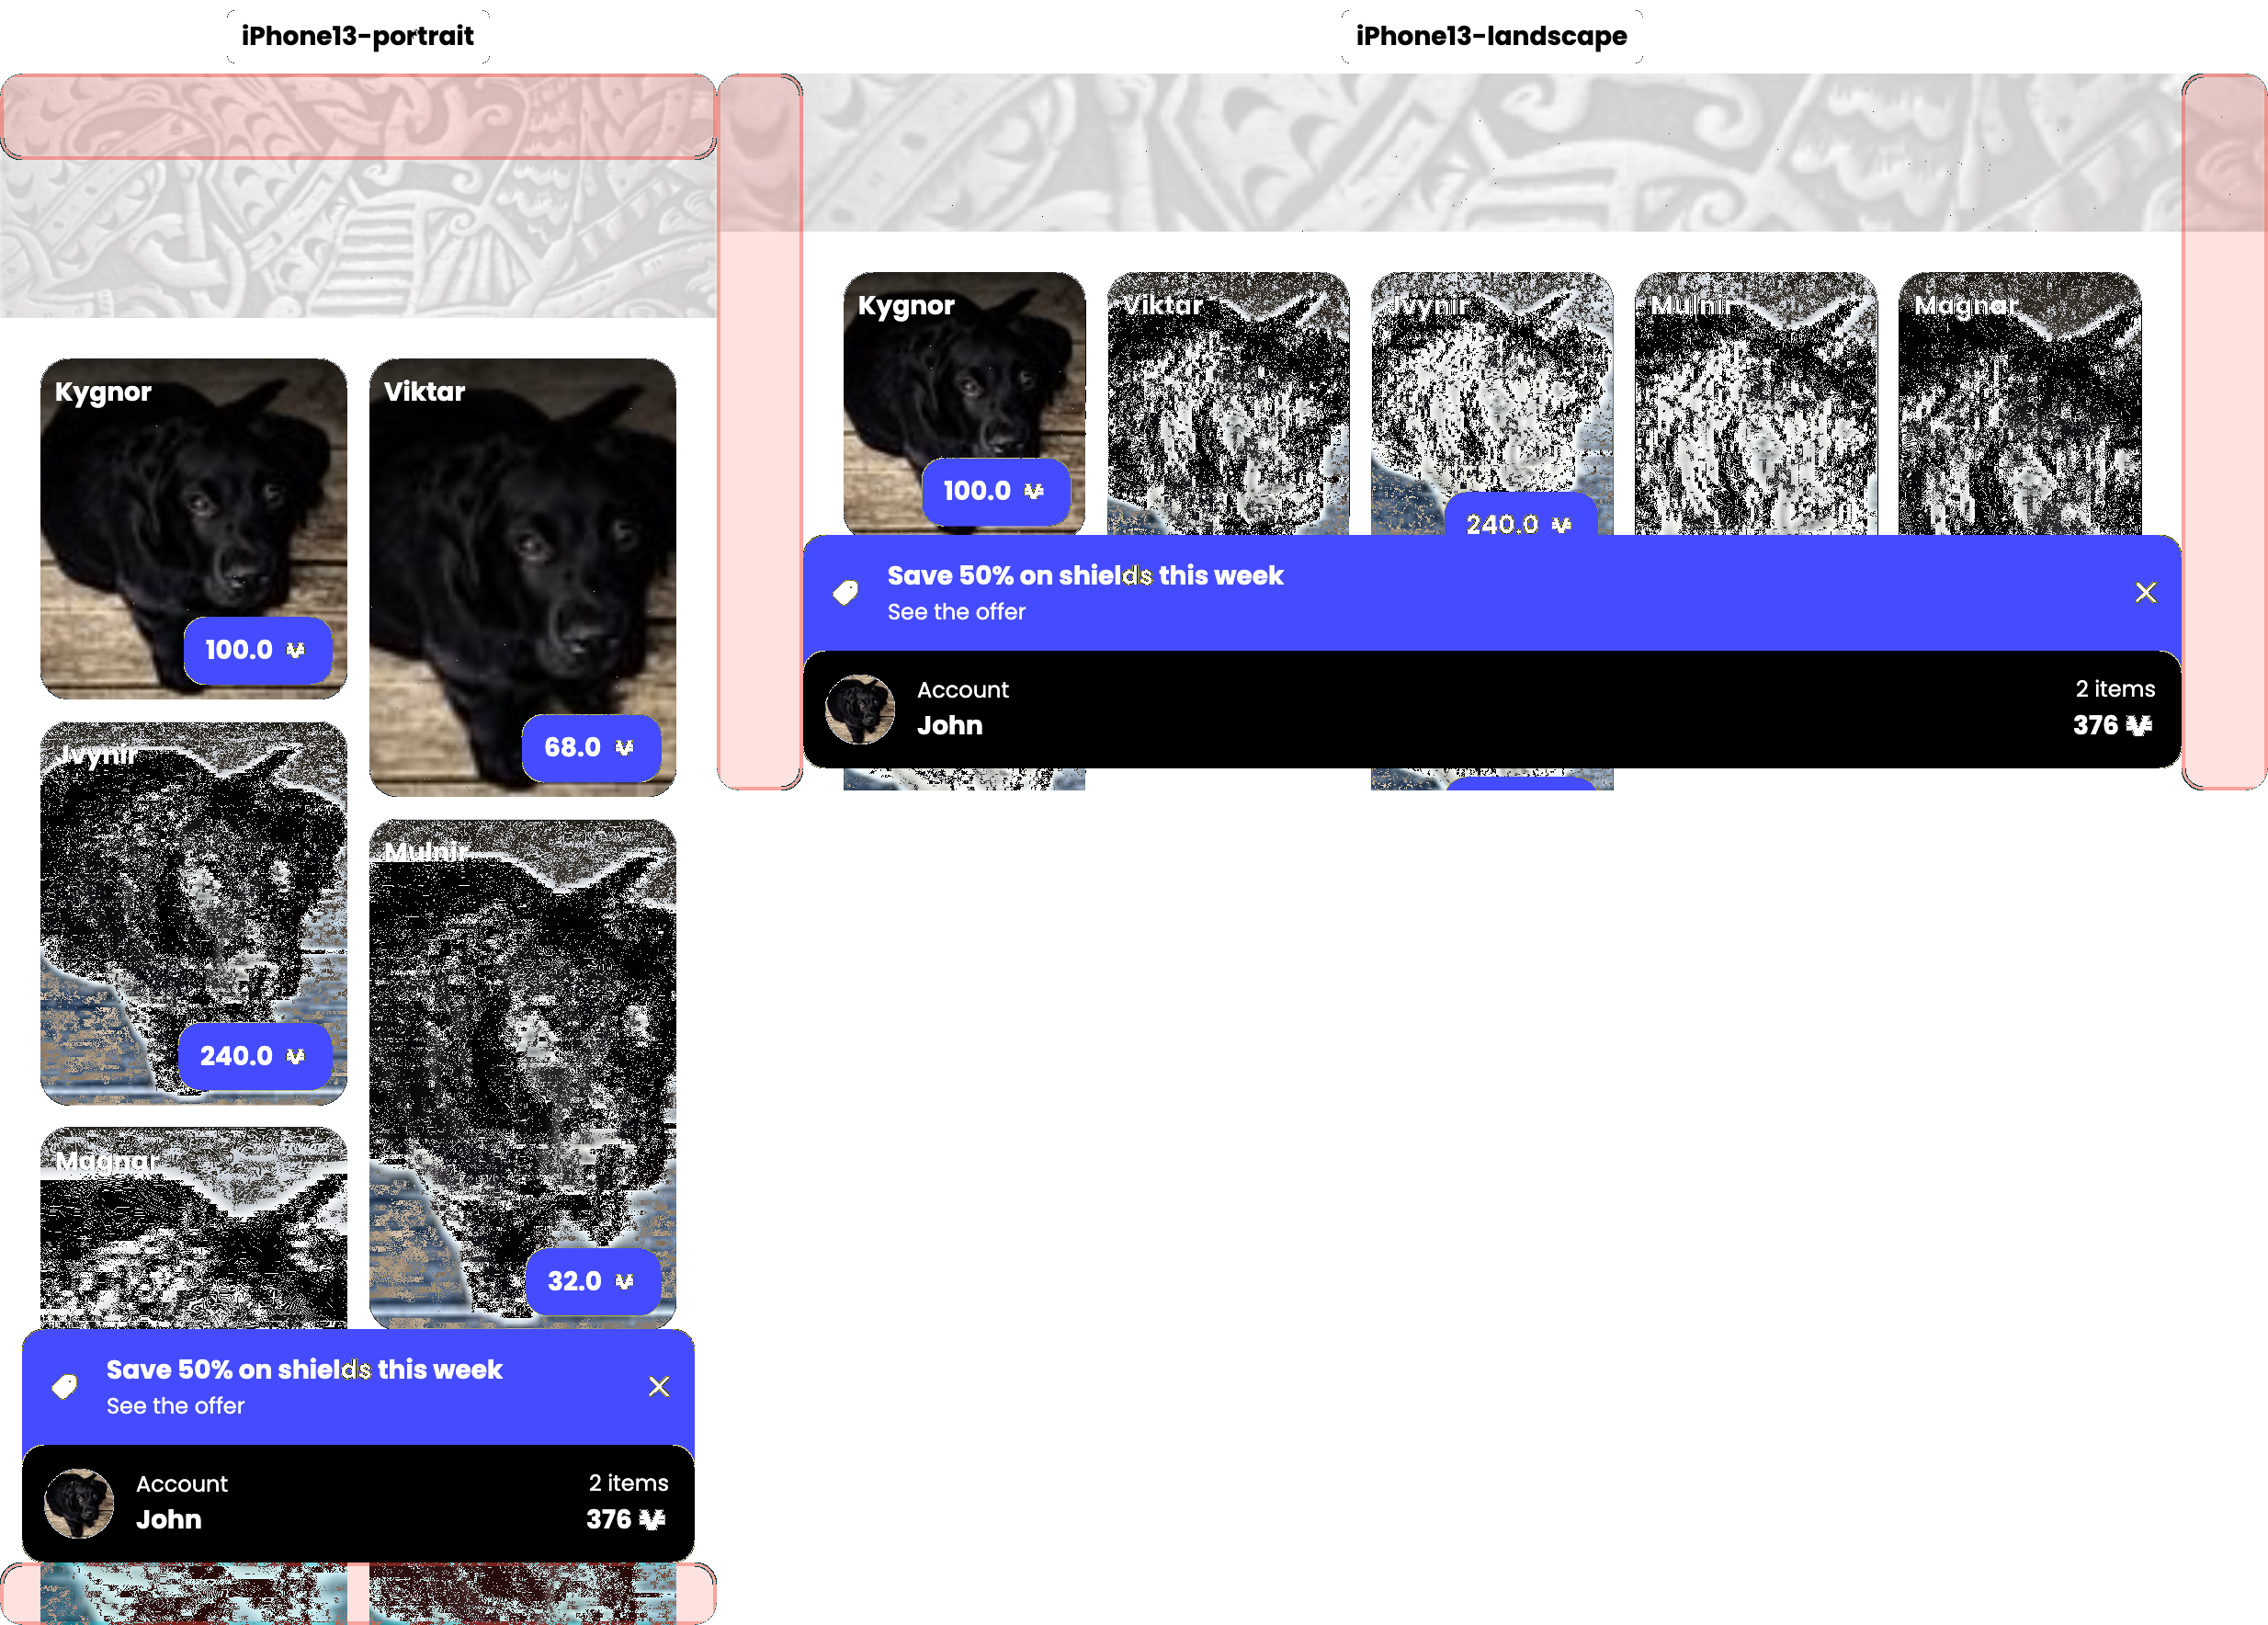 iPhone13-portrait
Kygnor
100.0
Viktar
68.0
Jvynir
240.0
Mulnir
32.0
Magnar
Save 50% on shields this week
See the offer
Account
John
2 items
376
iPhone13-landscape
Kygnor
100.0
Viktar
Jvynir
240.0
Mulnir
Magnar
Save 50% on shields this week
See the offer
Account
John
2 items
376